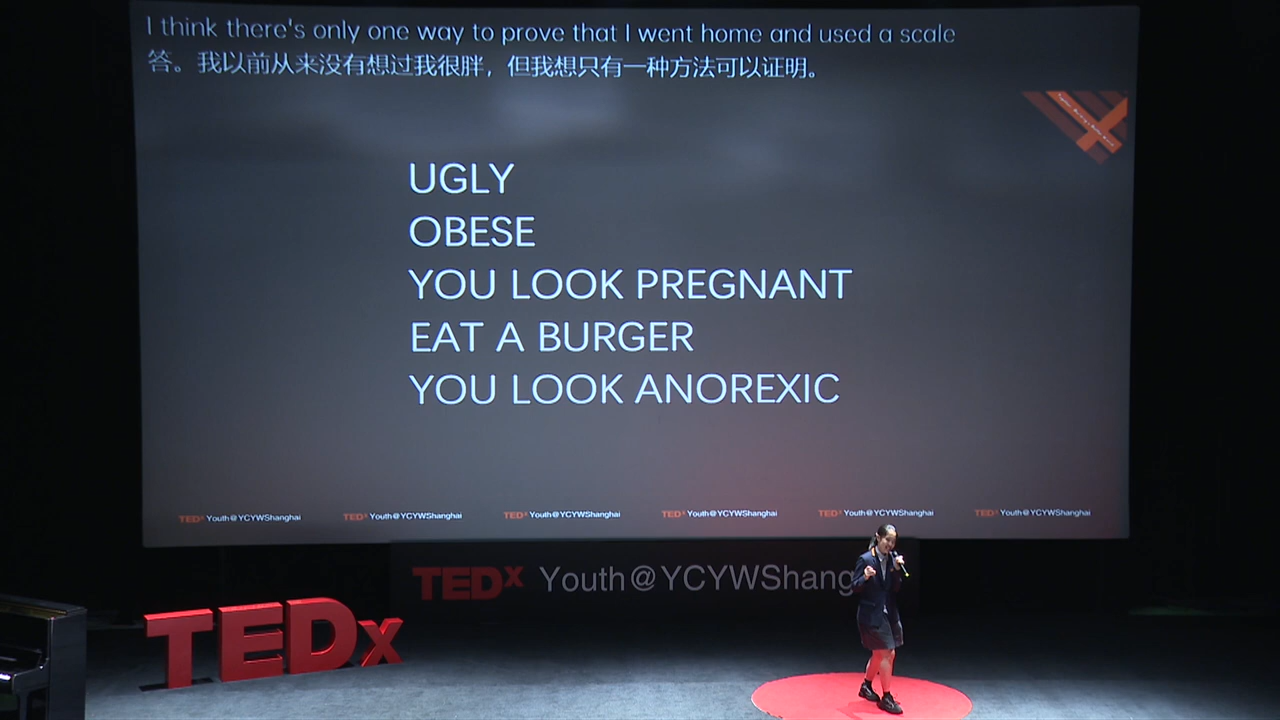 I think there's only one way to prove that I went home and used a scale
答。我以前从来没有想过我很胖，但我想只有一种方法可以证明。
UGLY
OBESE
YOU LOOK PREGNANT
EAT A BURGER
YOU LOOK ANOREXIC
TEDx Youth@YCYWShanghai TEDx Youth@YCYWShanghai TEDx Youth@YCYWShanghai TEDx Youth@YCYWShanghai TEDx Youth@YCYWShanghai TEDx Youth@YCYWShanghai
TEDx Youth@YCYWShang
TEDx